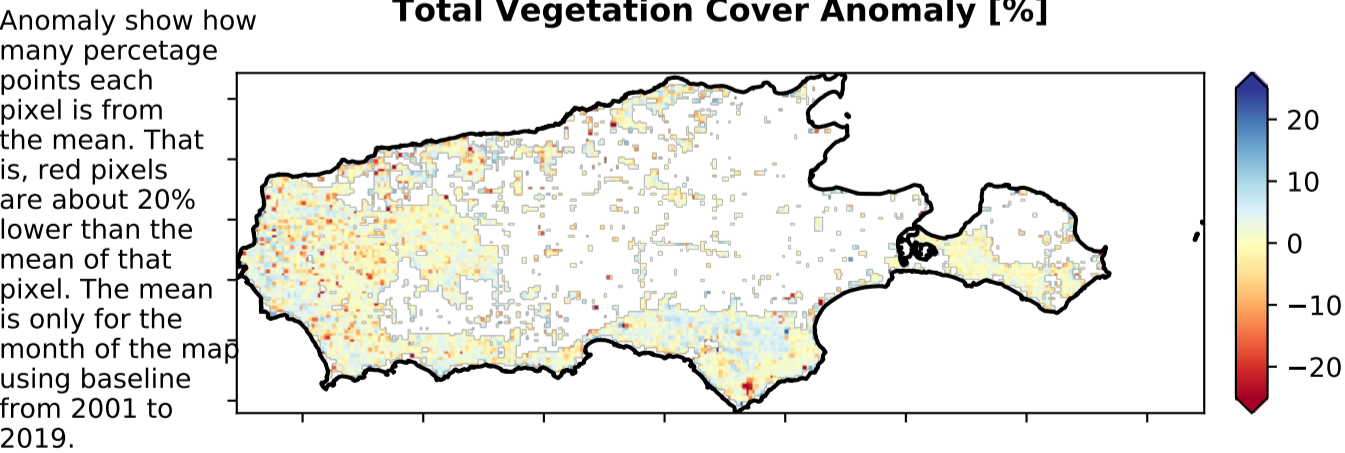 Total Vegetation Cover Anomaly [%]
Anomaly show how
many percetage
points each
pixel is from
the mean. That
is, red pixels
are about 20%
lower than the
mean of that
pixel. The mean
is only for the
month of the map
using baseline
from 2001 to
2019.
20
10
0
−10
−20